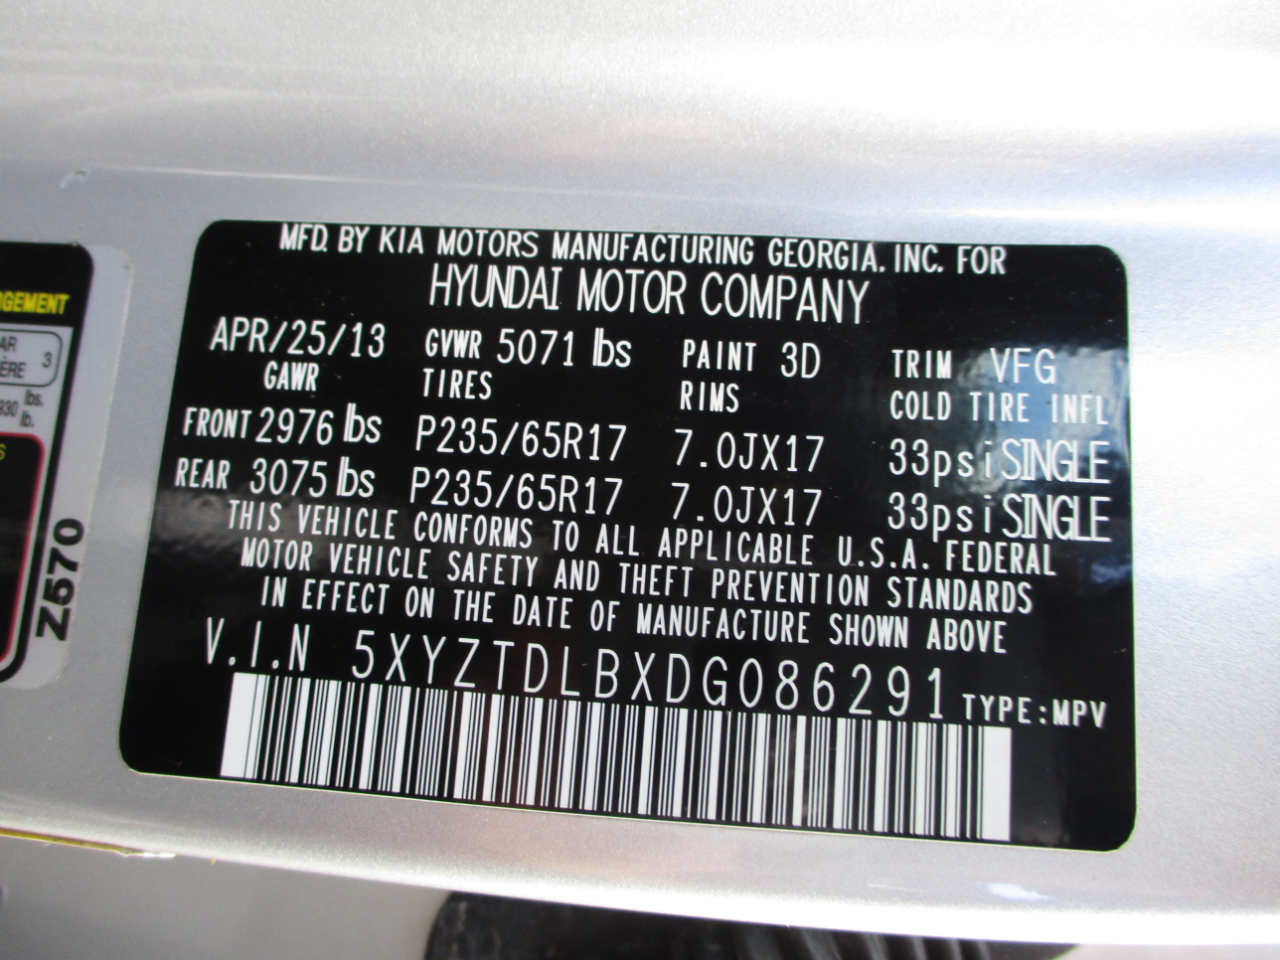 MFD. BY KIA MOTORS MANUFACTURING GEORGIA. INC. FOR
HYUNDAI MOTOR COMPANY
APR/25/13 GVWR 5071 lbs PAINT 3D TRIM VFG
GAWR TIRES RIMS COLD TIRE INFL
FRONT 2976 lbs P235/65R17 7.0JX17 33psi SINGLE
REAR 3075 lbs P235/65R17 7.0JX17 33psi SINGLE
THIS VEHICLE CONFORMS TO ALL APPLICABLE U.S.A. FEDERAL
MOTOR VEHICLE SAFETY AND THEFT PREVENTION STANDARDS
IN EFFECT ON THE DATE OF MANUFACTURE SHOWN ABOVE
V.I.N 5XYZTDLBXDG086291 TYPE:MPV
3
lbs.
lb.
Z570